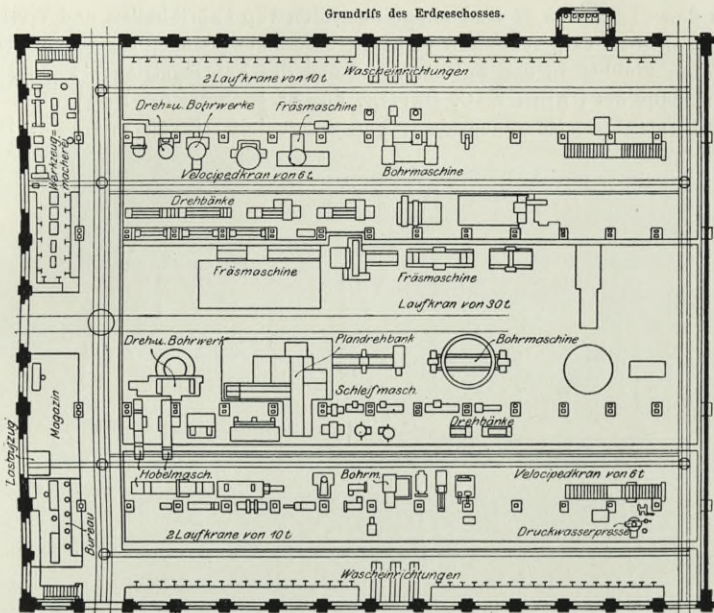 Grundriſs des Erdgeschosses.
2 Laufkrane von 10 t
Wascheinrichtungen
Dreh= u. Bohrwerke
Fräsmaschine
Werkzeug=
macherei
Velocipedkran von 6 t
Bohrmaschine
Drehbänke
Fräsmaschine
Fräsmaschine
Laufkran von 30 t
Dreh- u. Bohrwerk
Plandrehbank
Bohrmaschine
Schleifmasch.
Magazin
Drehbänke
Lastaufzug
Hobelmasch.
Bohrm.
Velocipedkran von 6 t
Bureau
2 Laufkrane von 10 t
Druckwasserpresse
Wascheinrichtungen